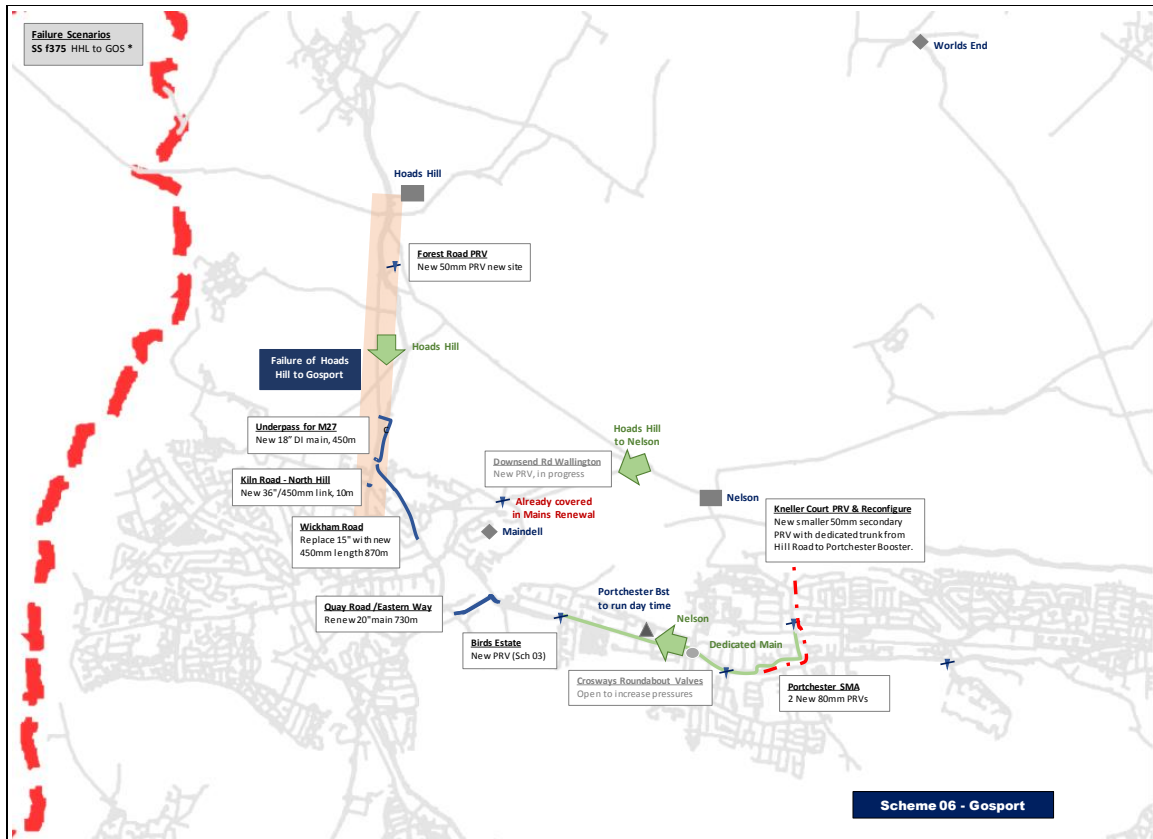 Failure Scenarios
SS f375 HHL to GOS *
Worlds End
Hoads Hill
Forest Road PRV
New 50mm PRV new site
Failure of Hoads
Hill to Gosport
Hoads Hill
Underpass for M27
New 18" DI main, 450m
C
Hoads Hill
to Nelson
Downsend Rd Wallington
New PRV, in progress
Kiln Road - North Hill
New 36"/450mm link, 10m
Already covered
in Mains Renewal
Nelson
Kneller Court PRV & Reconfigure
New smaller 50mm secondary
PRV with dedicated trunk from
Hill Road to Portchester Booster.
Wickham Road
Replace 15" with new
450mm length 870m
Maindell
Quay Road /Eastern Way
Renew 20" main 730m
Portchester Bst
to run day time
Nelson
Birds Estate
New PRV (Sch 03)
Dedicated Main
Crosways Roundabout Valves
Open to increase pressures
Portchester SMA
2 New 80mm PRVs
Scheme 06 - Gosport